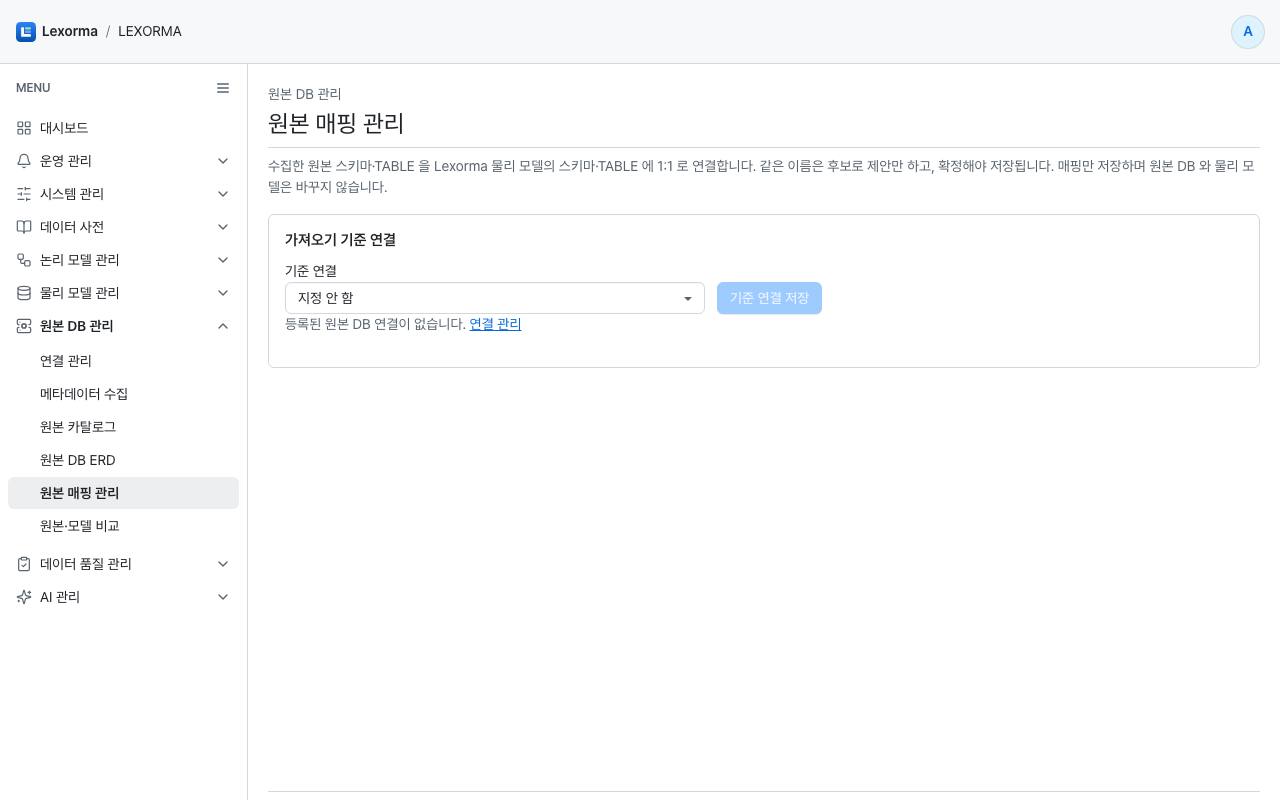 Lexorma / LEXORMA
A
MENU
대시보드
운영 관리
시스템 관리
데이터 사전
논리 모델 관리
물리 모델 관리
원본 DB 관리
연결 관리
메타데이터 수집
원본 카탈로그
원본 DB ERD
원본 매핑 관리
원본·모델 비교
데이터 품질 관리
AI 관리
원본 DB 관리
원본 매핑 관리
수집한 원본 스키마·TABLE 을 Lexorma 물리 모델의 스키마·TABLE 에 1:1 로 연결합니다. 같은 이름은 후보로 제안만 하고, 확정해야 저장됩니다. 매핑만 저장하며 원본 DB 와 물리 모
델은 바꾸지 않습니다.
가져오기 기준 연결
기준 연결
지정 안 함
기준 연결 저장
등록된 원본 DB 연결이 없습니다. 연결 관리